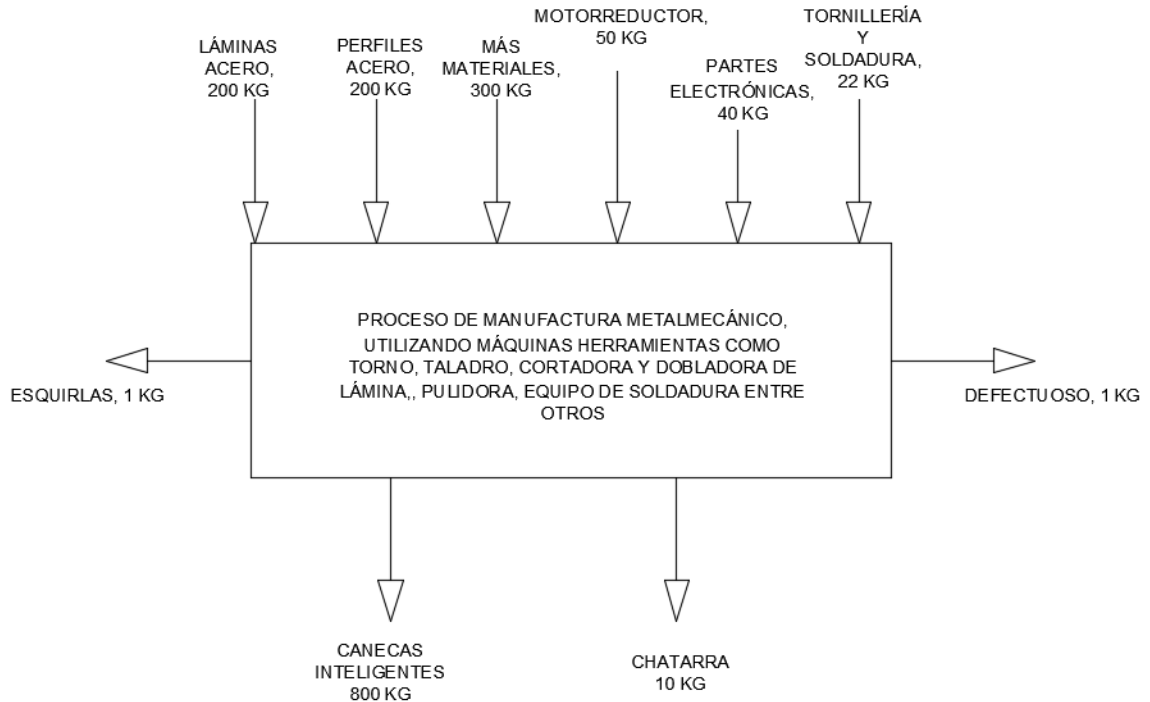 LÁMINAS
ACERO,
200 KG
PERFILES
ACERO,
200 KG
MÁS
MATERIALES,
300 KG
MOTORREDUCTOR,
50 KG
PARTES
ELECTRÓNICAS,
40 KG
TORNILLERÍA
Y
SOLDADURA,
22 KG
PROCESO DE MANUFACTURA METALMECÁNICO,
UTILIZANDO MÁQUINAS HERRAMIENTAS COMO
TORNO, TALADRO, CORTADORA Y DOBLADORA DE
LÁMINA,, PULIDORA, EQUIPO DE SOLDADURA ENTRE
OTROS
ESQUIRLAS, 1 KG
DEFECTUOSO, 1 KG
CANECAS
INTELIGENTES
800 KG
CHATARRA
10 KG